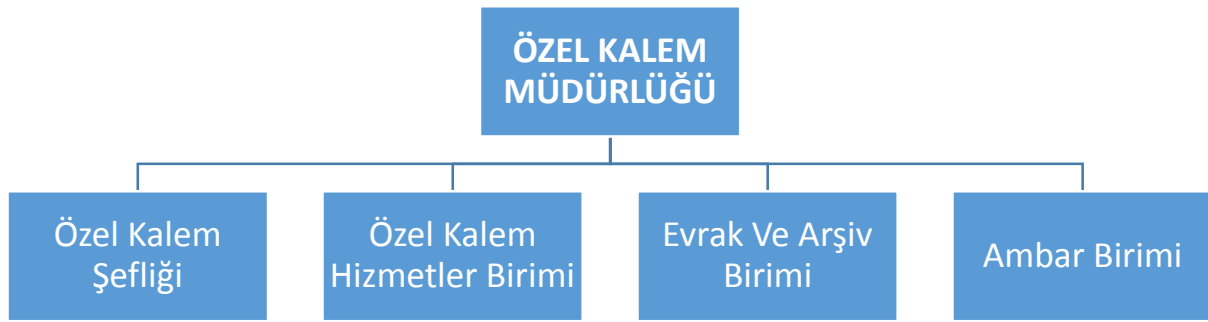 ÖZEL KALEM
MÜDÜRLÜĞÜ
Özel Kalem
Şefliği
Özel Kalem
Hizmetler Birimi
Evrak Ve Arşiv
Birimi
Ambar Birimi